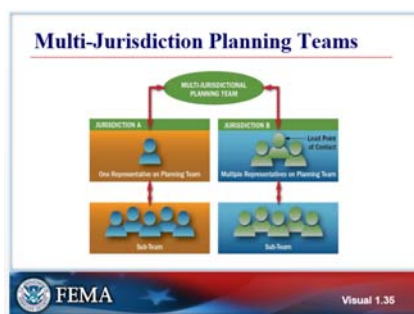 Multi-Jurisdiction Planning Teams
MULTI-JURISDICTIONAL
PLANNING TEAM
JURISDICTION A
JURISDICTION B
Lead Point
of Contact
One Representative on Planning Team
Multiple Representatives on Planning Team
Sub-Team
Sub-Team
FEMA
Visual 1.35